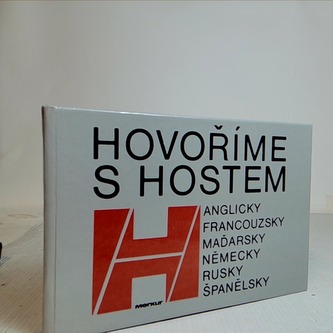 HOVOŘÍME
S HOSTEM
ANGLICKY
FRANCOUZSKY
MAĎARSKY
NĚMECKY
RUSKY
ŠPANĚLSKY
merkur